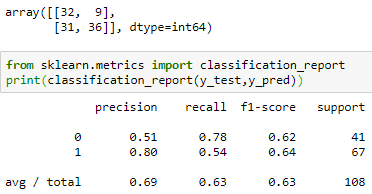 array([[32, 9],
[31, 36]], dtype=int64)
from sklearn.metrics import classification_report
print(classification_report(y_test,y_pred))
precision recall f1-score support
0 0.51 0.78 0.62 41
1 0.80 0.54 0.64 67
avg / total 0.69 0.63 0.63 108